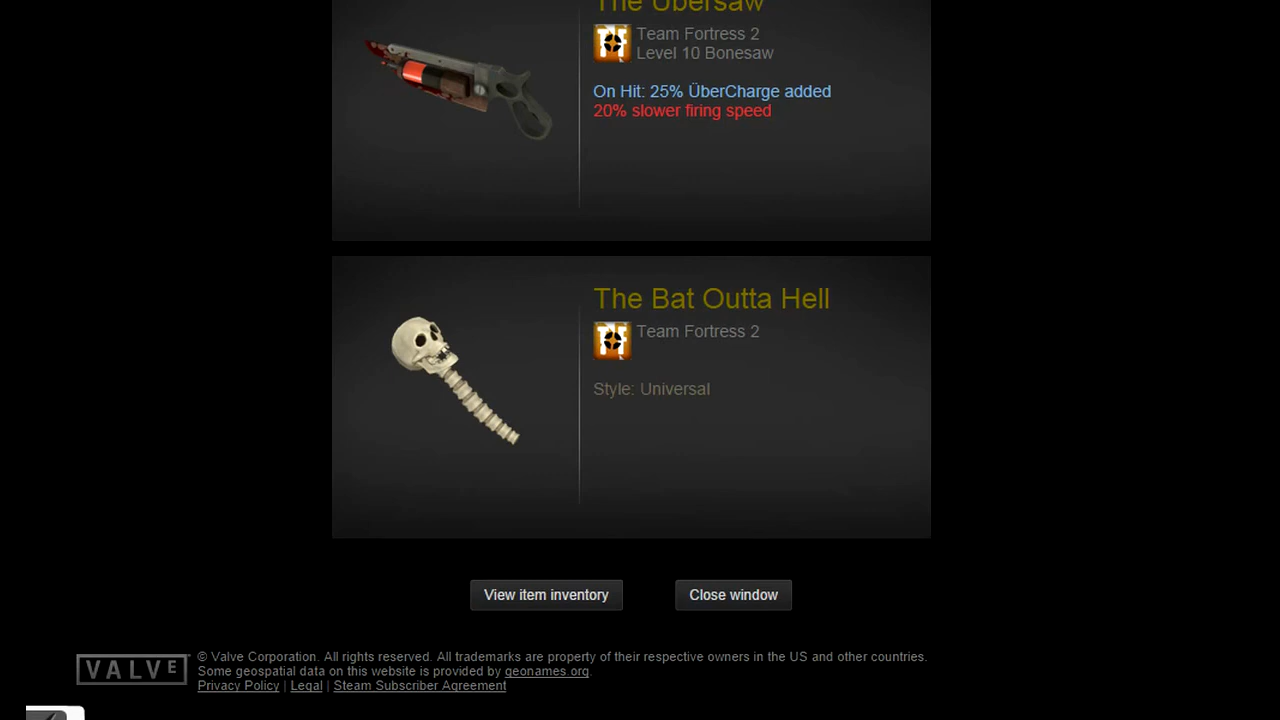 The Übersaw
Team Fortress 2
Level 10 Bonesaw
On Hit: 25% ÜberCharge added
20% slower firing speed
The Bat Outta Hell
Team Fortress 2
Style: Universal
View item inventory
Close window
VALVE
© Valve Corporation. All rights reserved. All trademarks are property of their respective owners in the US and other countries.
Some geospatial data on this website is provided by geonames.org.
Privacy Policy | Legal | Steam Subscriber Agreement